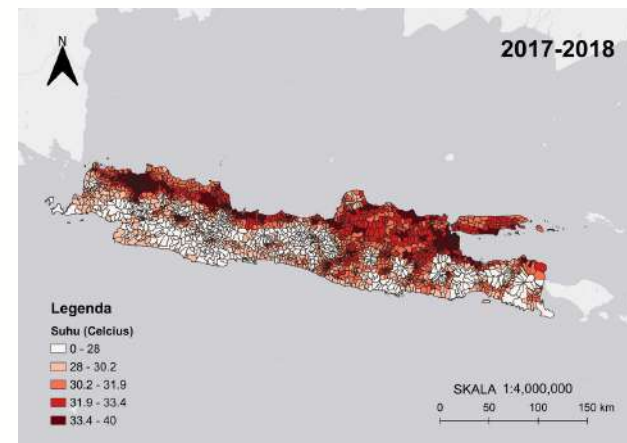 N
2017-2018
Legenda
Suhu (Celcius)
0 - 28
28 - 30.2
30.2 - 31.9
31.9 - 33.4
33.4 - 40
SKALA 1:4,000,000
0 50 100 150 km